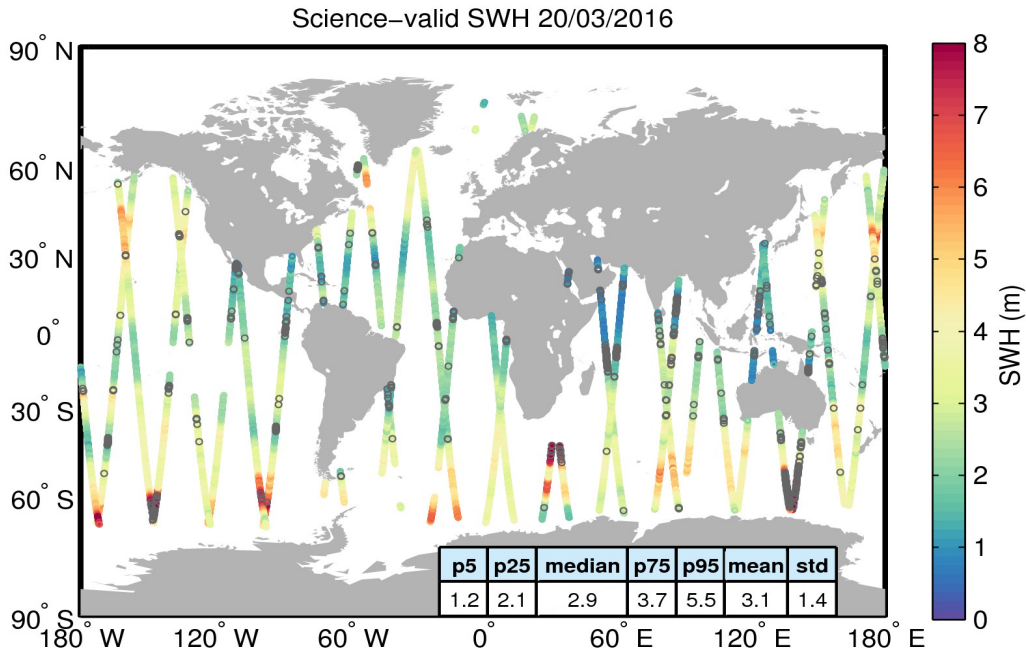 Science−valid SWH 20/03/2016
90° N
60° N
30° N
0°
30° S
60° S
90° S
180° W
120° W
60° W
0°
60° E
120° E
180° E
p5 p25 median p75 p95 mean std
1.2 2.1 2.9 3.7 5.5 3.1 1.4
8
7
6
5
4
3
2
1
0
SWH (m)